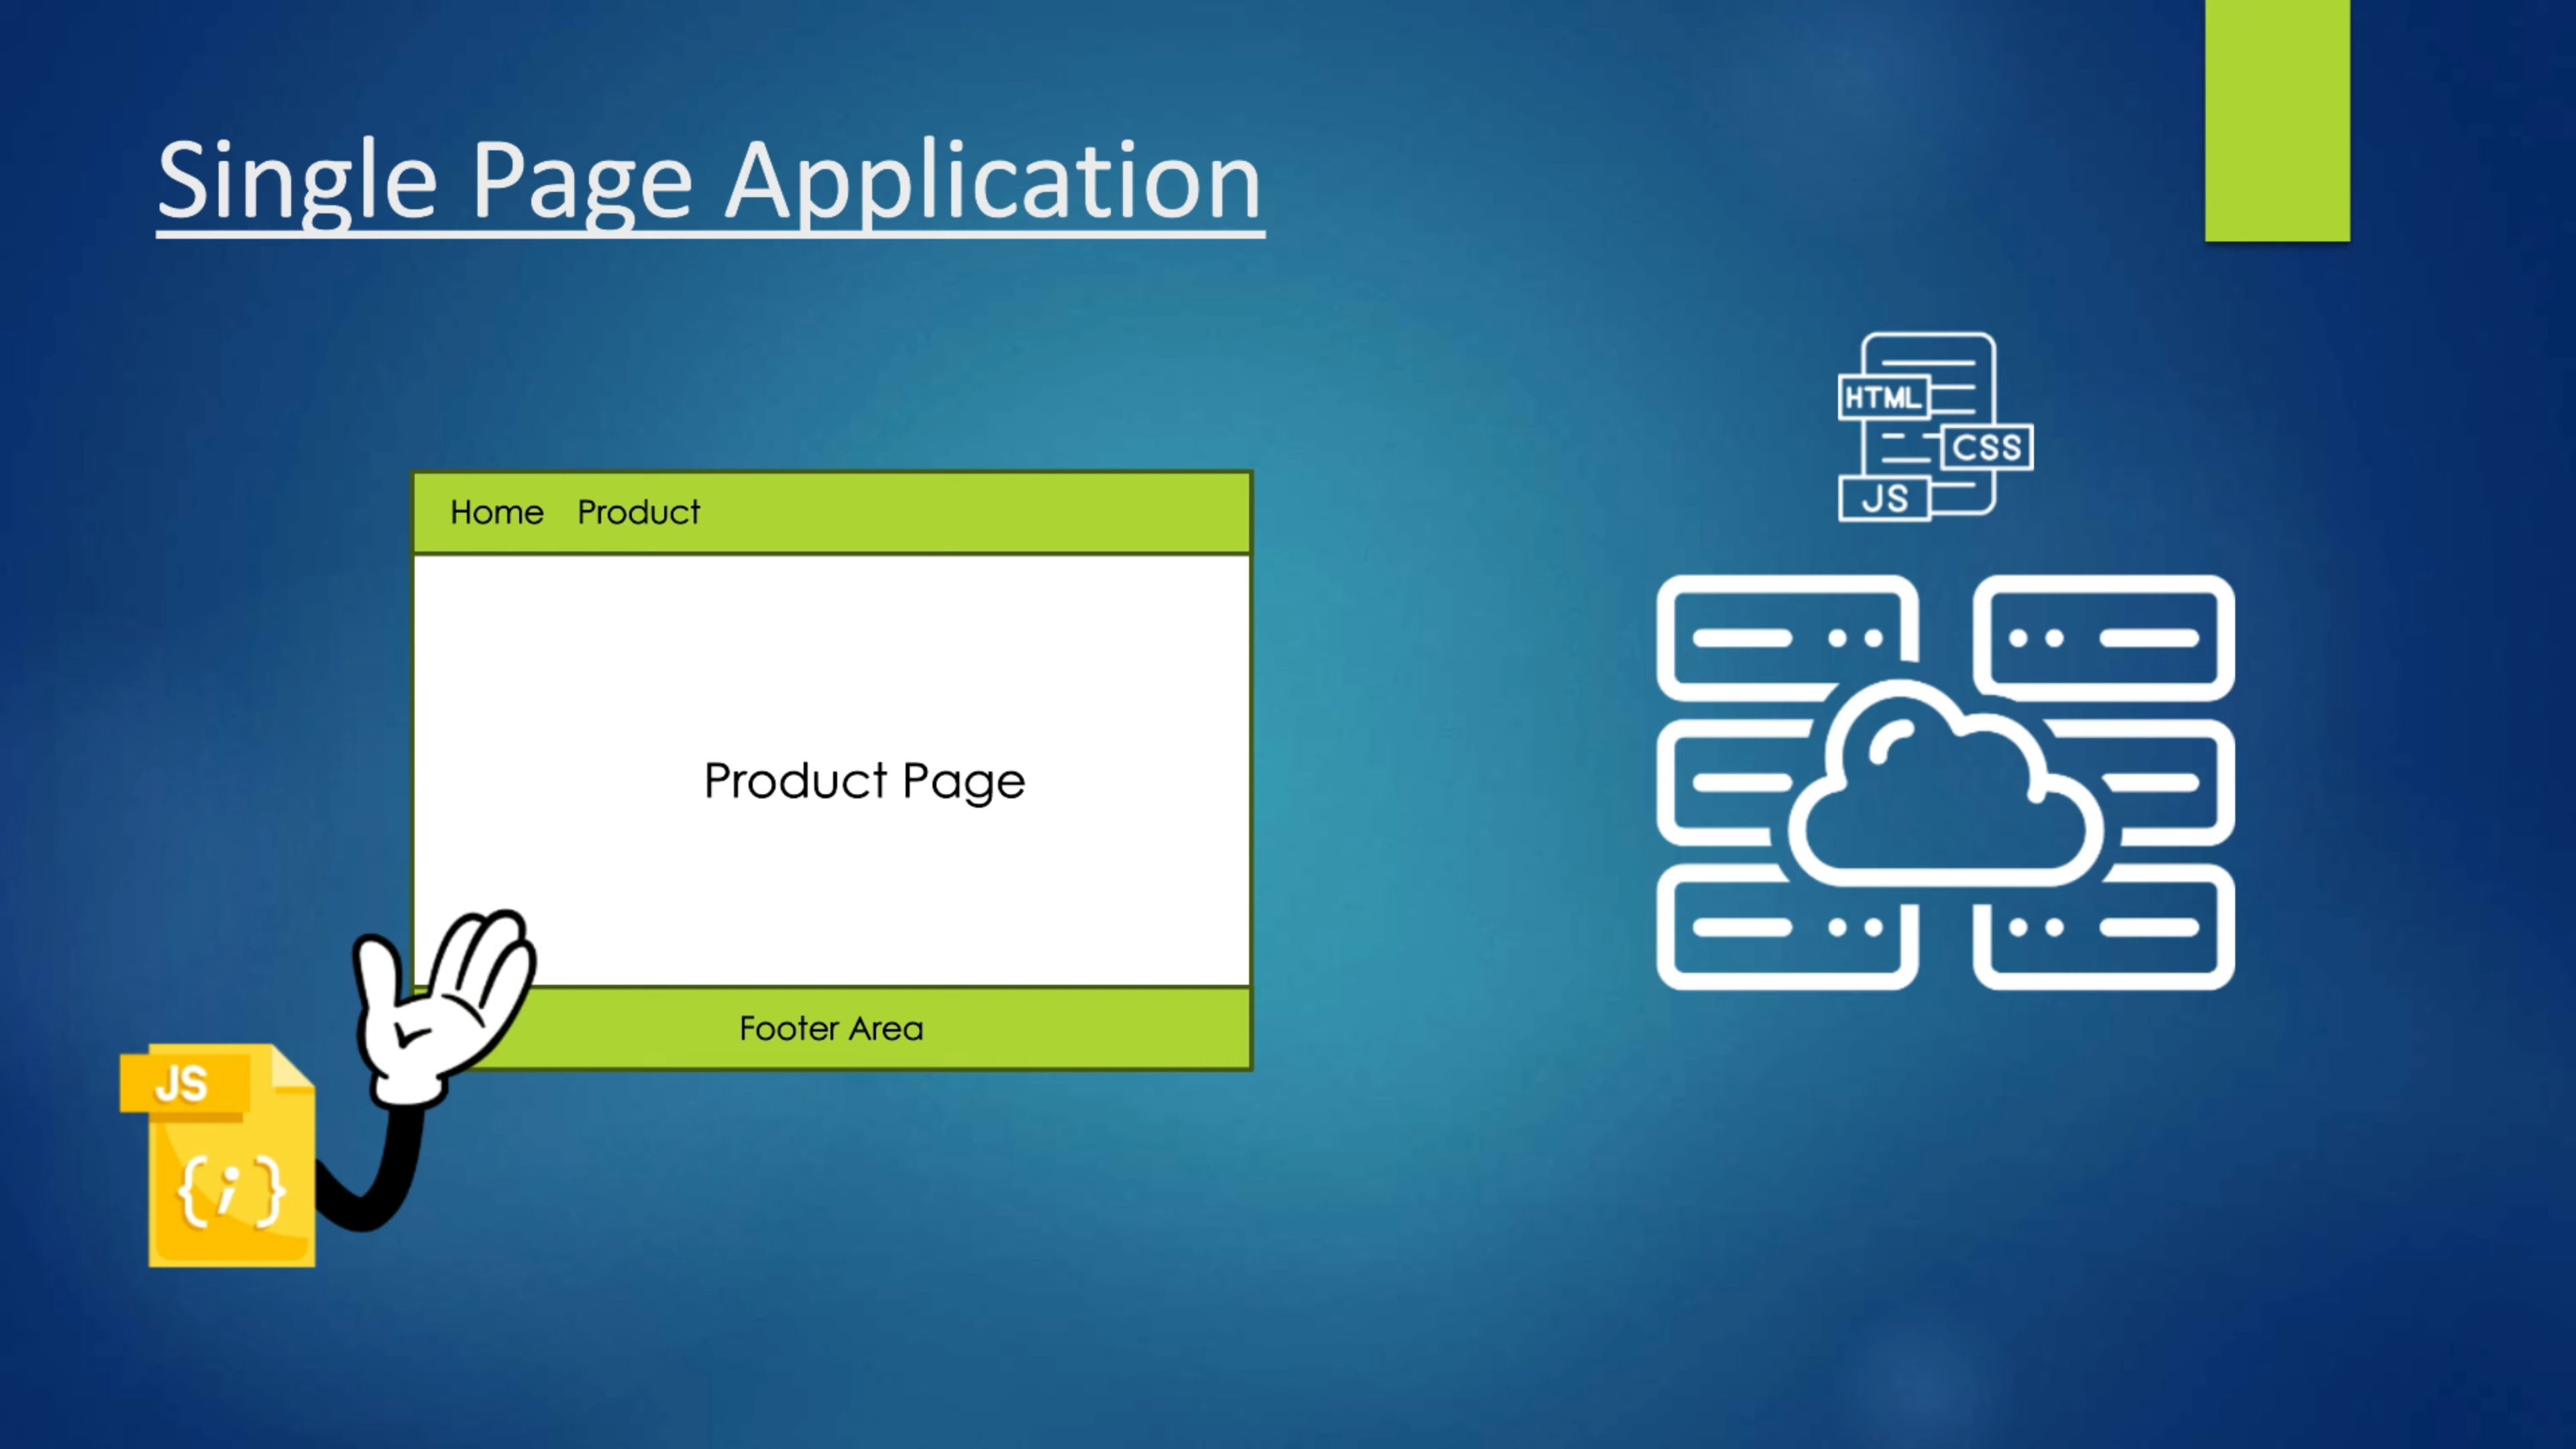 Single Page Application
HTML
CSS
JS
Home Product
Product Page
Footer Area
JS
{;}